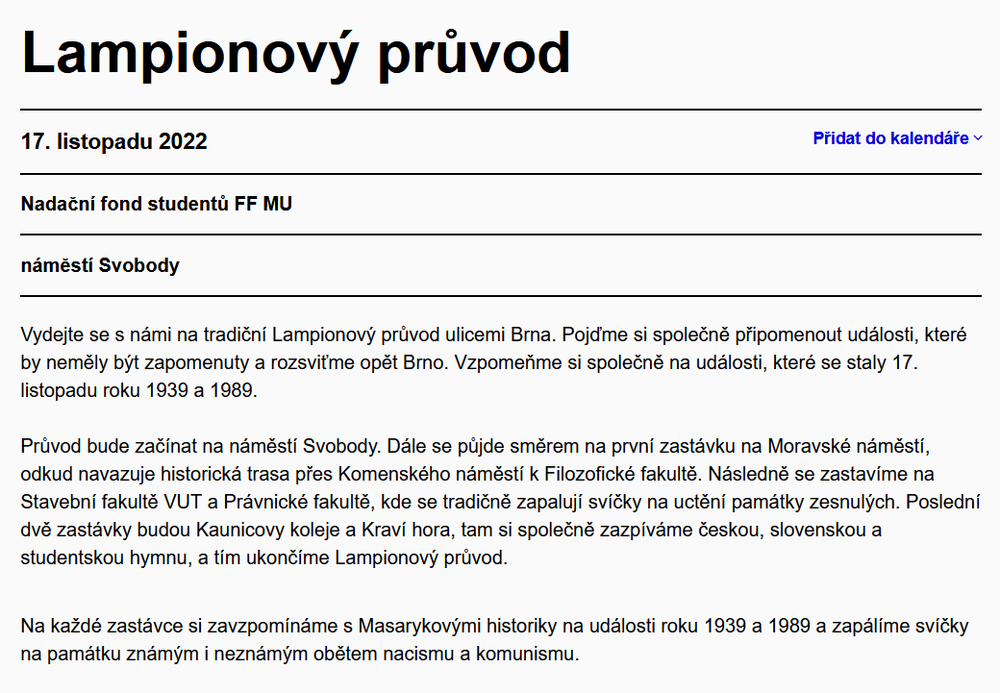 Lampionový průvod
17. listopadu 2022
Přidat do kalendáře
Nadační fond studentů FF MU
náměstí Svobody
Vydejte se s námi na tradiční Lampionový průvod ulicemi Brna. Pojďme si společně připomenout události, které
by neměly být zapomenuty a rozsviťme opět Brno. Vzpomeňme si společně na události, které se staly 17.
listopadu roku 1939 a 1989.
Průvod bude začínat na náměstí Svobody. Dále se půjde směrem na první zastávku na Moravské náměstí,
odkud navazuje historická trasa přes Komenského náměstí k Filozofické fakultě. Následně se zastavíme na
Stavební fakultě VUT a Právnické fakultě, kde se tradičně zapalují svíčky na uctění památky zesnulých. Poslední
dvě zastávky budou Kaunicovy koleje a Kraví hora, tam si společně zazpíváme českou, slovenskou a
studentskou hymnu, a tím ukončíme Lampionový průvod.
Na každé zastávce si zavzpomínáme s Masarykovými historiky na události roku 1939 a 1989 a zapálíme svíčky
na památku známým i neznámým obětem nacismu a komunismu.